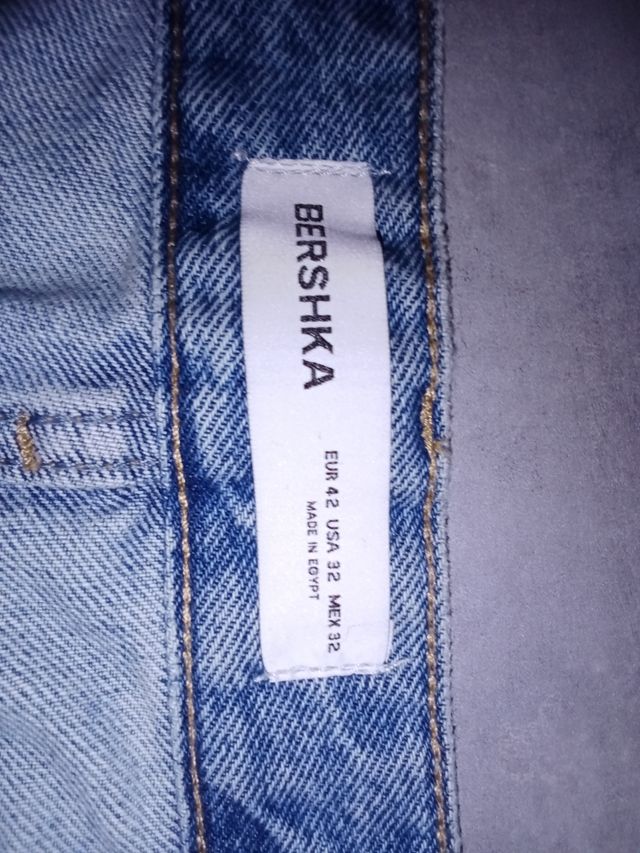 BERSHKA
EUR 42 USA 32 MEX 32
MADE IN EGYPT